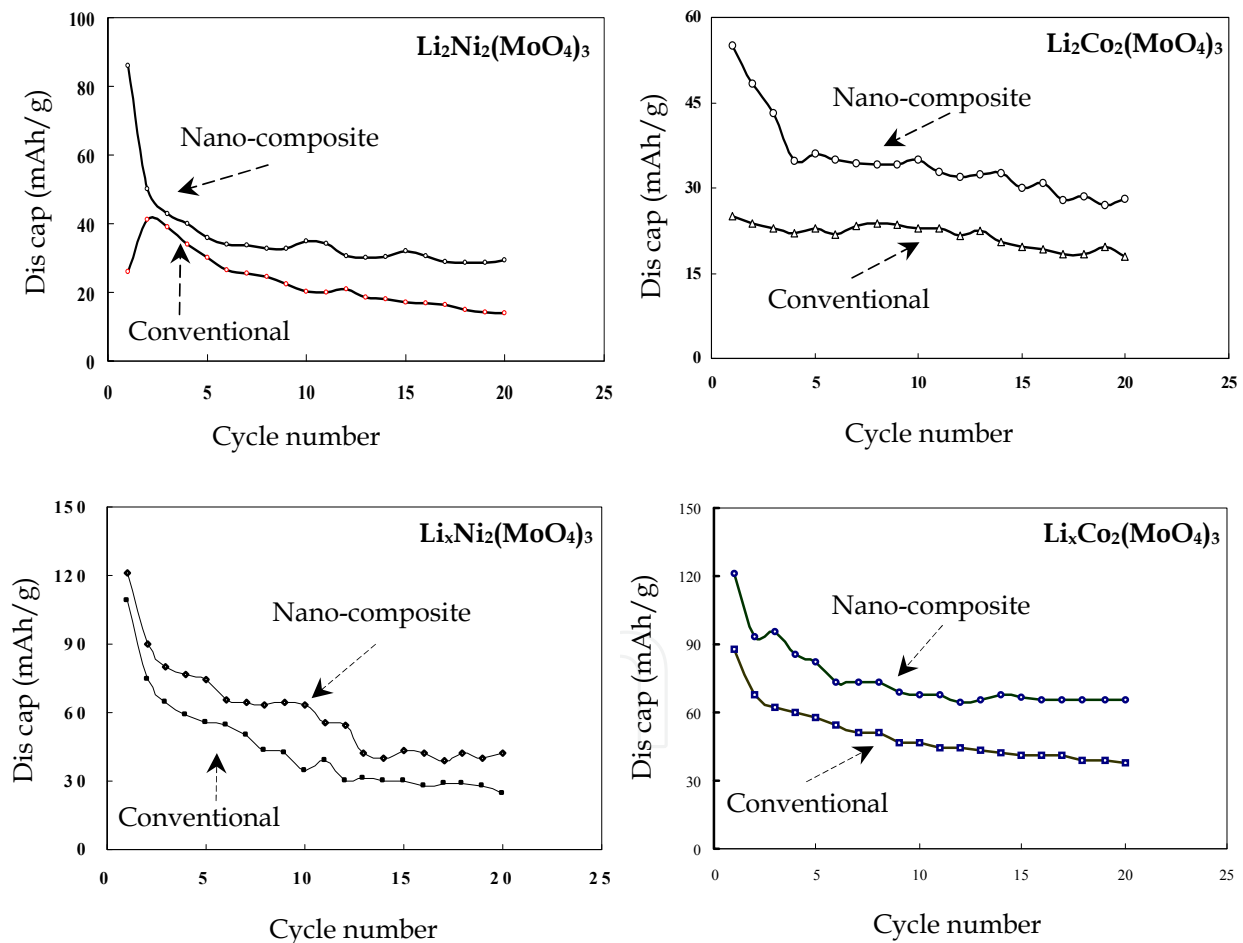 Li₂Ni₂(MoO₄)₃
Dis cap (mAh/g)
100
80
60
40
20
0
Nano-composite
Conventional
0 5 10 15 20 25
Cycle number
Li₂Co₂(MoO₄)₃
Dis cap (mAh/g)
60
45
30
15
0
Nano-composite
Conventional
0 5 10 15 20 25
Cycle number
LiₓNi₂(MoO₄)₃
Dis cap (mAh/g)
150
120
90
60
30
0
Nano-composite
Conventional
0 5 10 15 20 25
Cycle number
LiₓCo₂(MoO₄)₃
Dis cap (mAh/g)
150
120
90
60
30
0
Nano-composite
Conventional
0 5 10 15 20 25
Cycle number